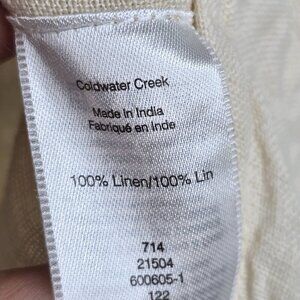 Coldwater Creek
Made in India
Fabriqué en Inde
100% Linen/100% Lin
714
21504
600605-1
122